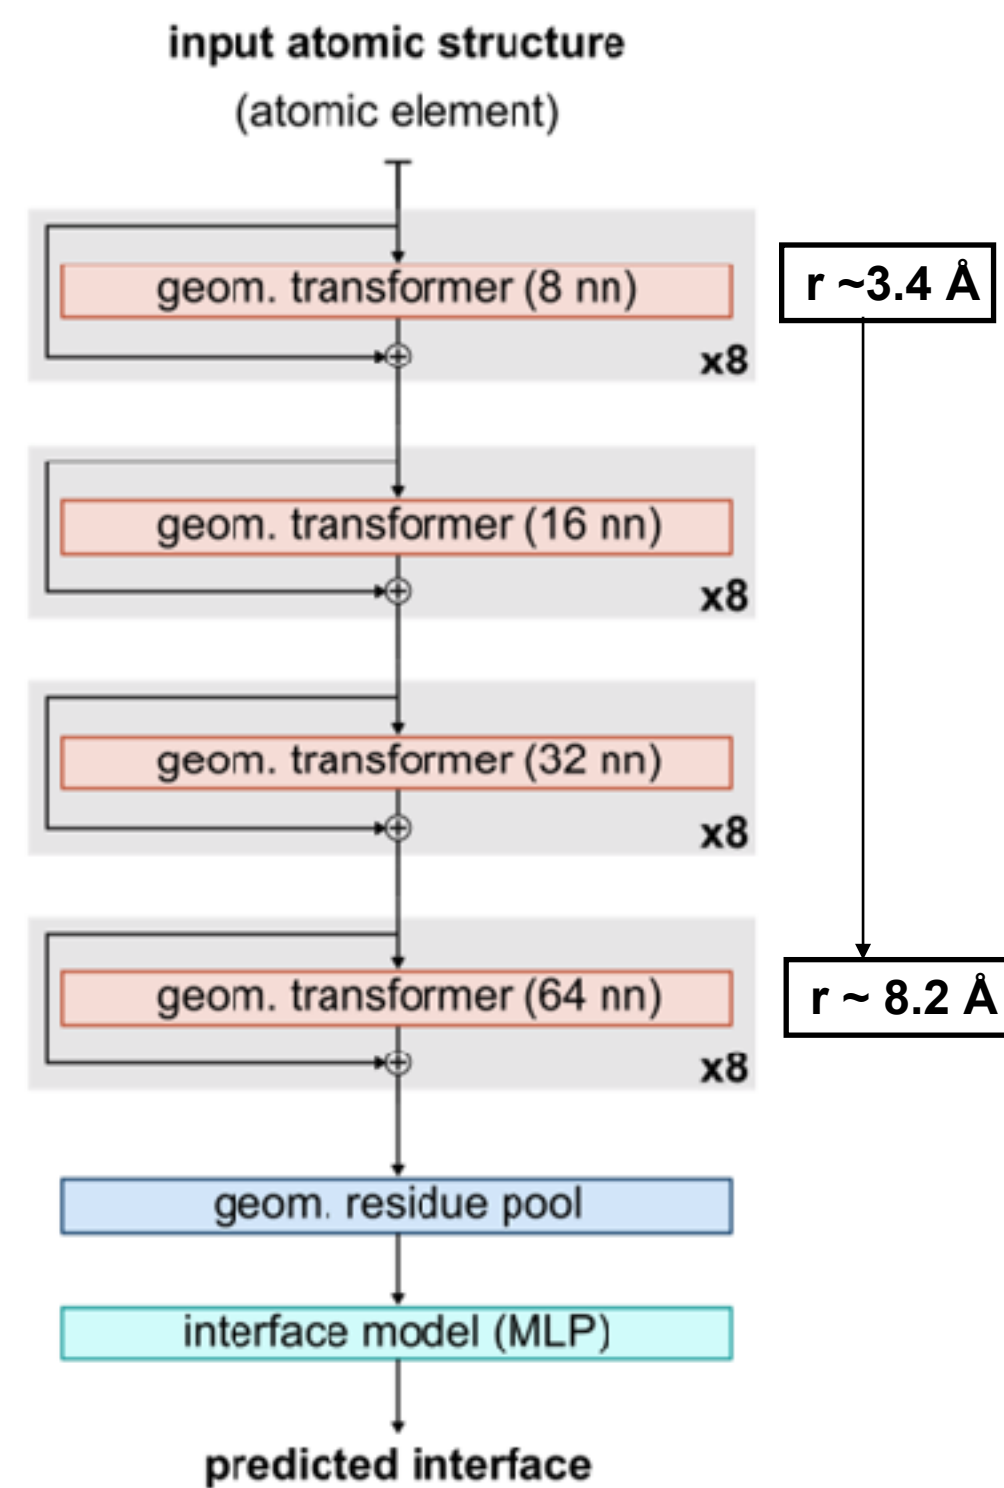 input atomic structure
(atomic element)
geom. transformer (8 nn)
r ~3.4 Å
x8
geom. transformer (16 nn)
x8
geom. transformer (32 nn)
x8
geom. transformer (64 nn)
r ~ 8.2 Å
x8
geom. residue pool
interface model (MLP)
predicted interface